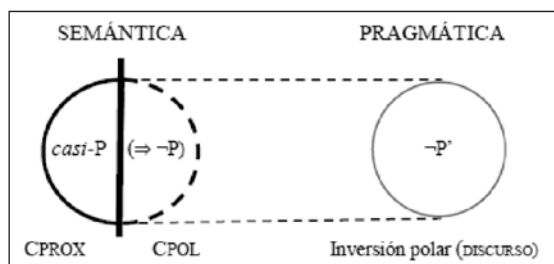 SEMÁNTICA PRAGMÁTICA
casi-P (⇒ ¬P) ¬P’
CPROX CPOL Inversión polar (DISCURSO)